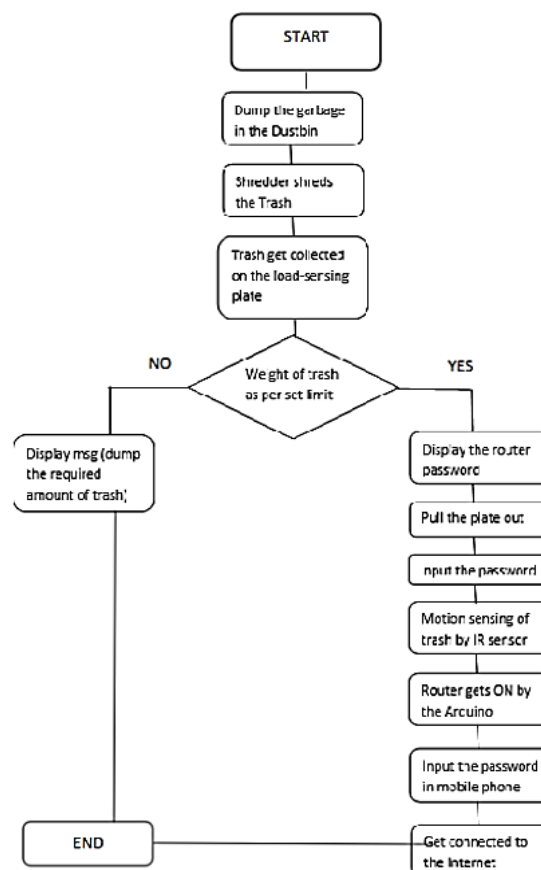 START
Dump the garbage
in the Dustbin
Shredder shreds
the Trash
Trash get collected
on the load-sensing
plate
Weight of trash
as per set limit
NO
YES
Display msg (dump
the required
amount of trash)
Display the router
password
Pull the plate out
Input the password
Motion sensing of
trash by IR sensor
Router gets ON by
the Arcuino
Input the password
in mobile phone
Get connected to
the Internet
END